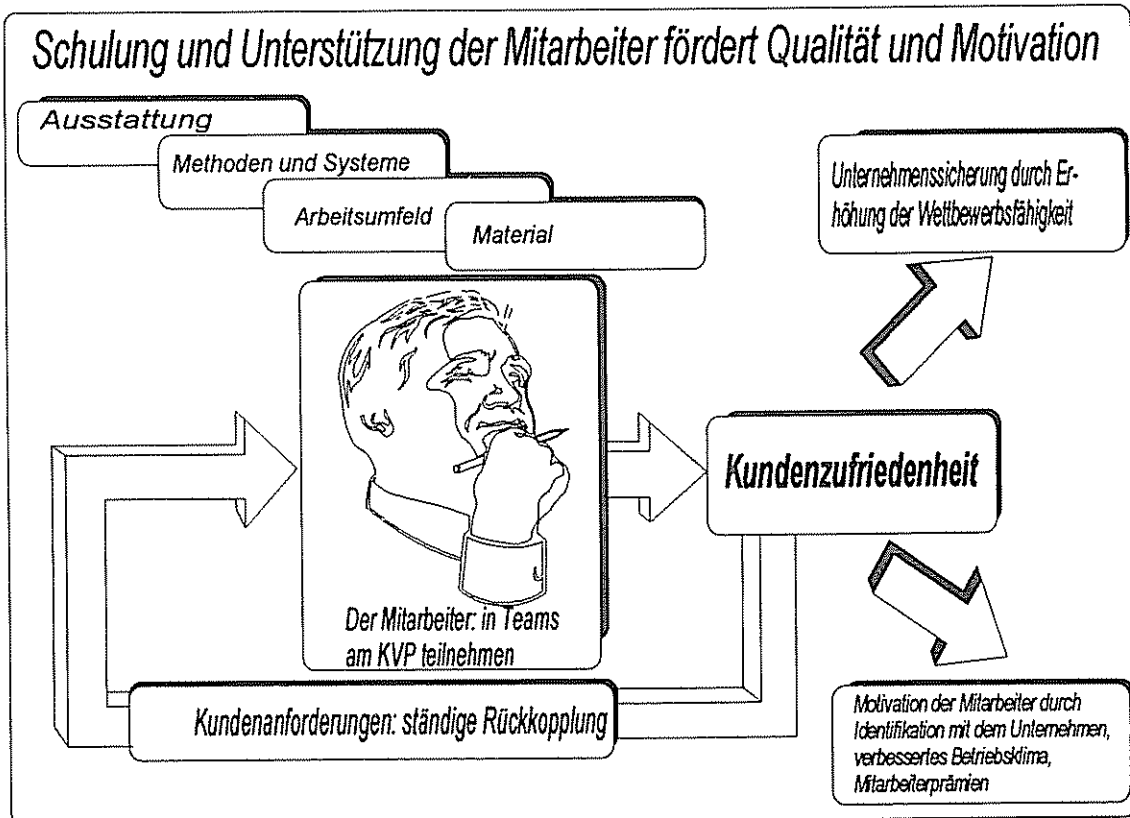 Schulung und Unterstützung der Mitarbeiter fördert Qualität und Motivation
Ausstattung
Methoden und Systeme
Arbeitsumfeld
Material
Unternehmenssicherung durch Er-
höhung der Wettbewerbsfähigkeit
Kundenzufriedenheit
Der Mitarbeiter: in Teams
am KVP teilnehmen
Kundenanforderungen: ständige Rückkopplung
Motivation der Mitarbeiter durch
Identifikation mit dem Unternehmen,
verbessertes Betriebsklima,
Mitarbeiterprämien